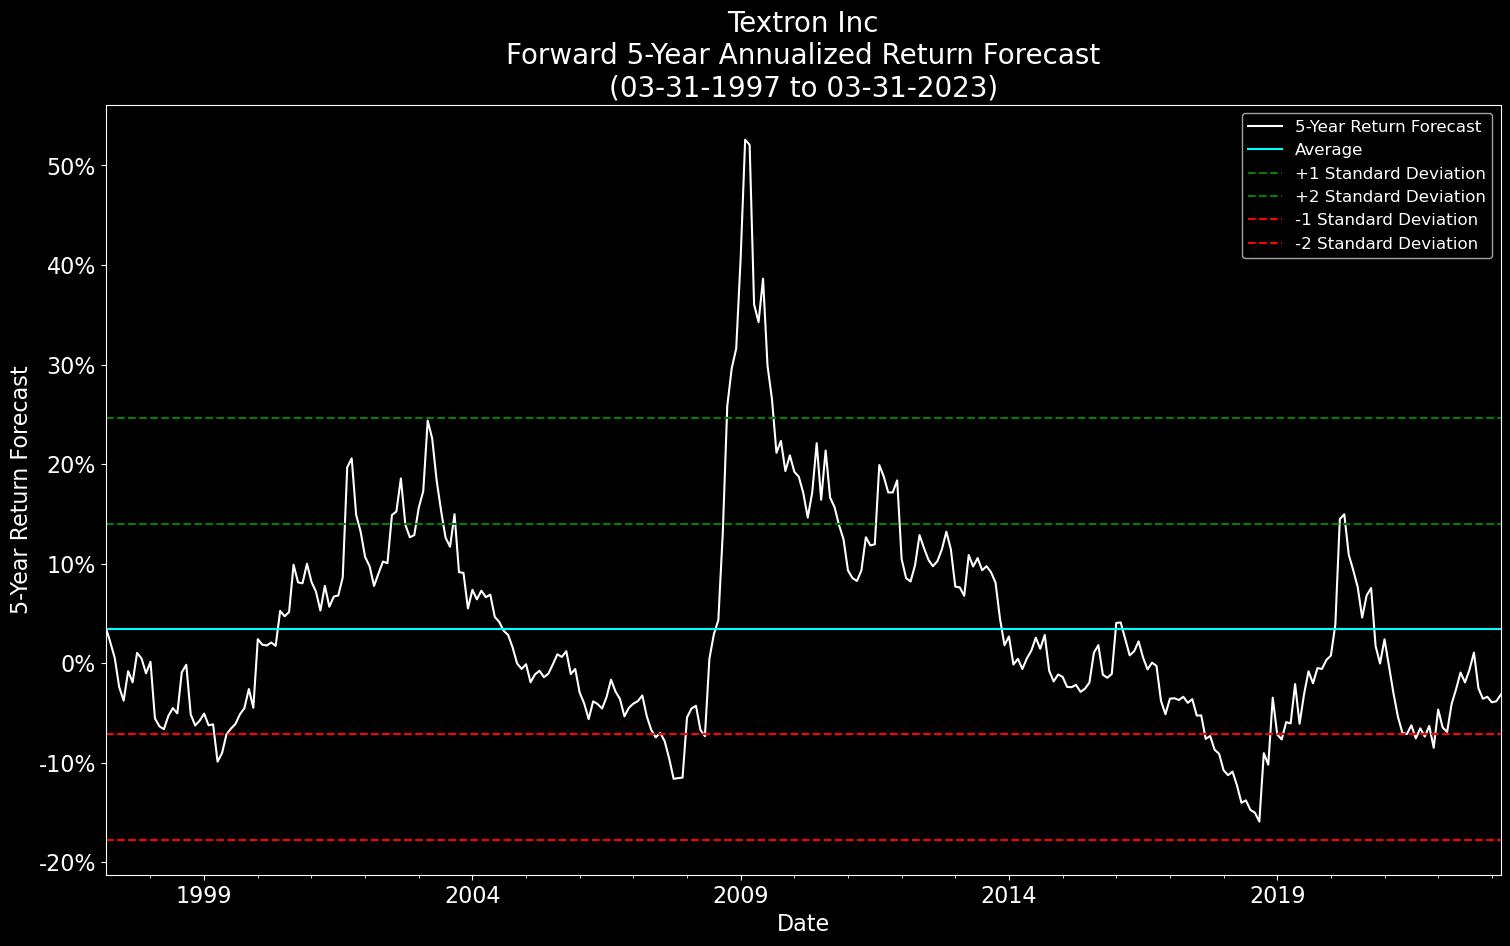 Textron Inc
Forward 5-Year Annualized Return Forecast
(03-31-1997 to 03-31-2023)
5-Year Return Forecast
Average
+1 Standard Deviation
+2 Standard Deviation
-1 Standard Deviation
-2 Standard Deviation
5-Year Return Forecast
50%
40%
30%
20%
10%
0%
-10%
-20%
1999 2004 2009 2014 2019
Date